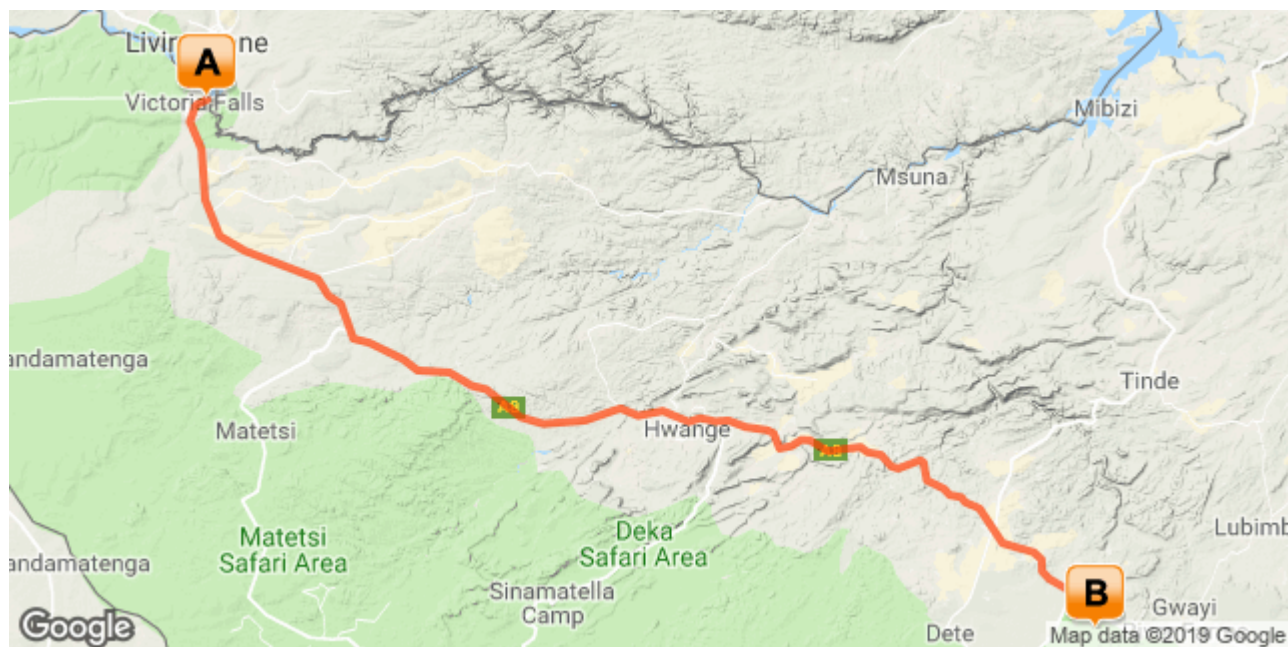 A
Victoria Falls
Mibizi
Msuna
andamatenga
Tinde
A8
Matetsi
Hwange
A8
Matetsi
Safari Area
Deka
Safari Area
Lubimb
andamatenga
Sinamatella
Camp
B
Gwayi
Dete
Google
Map data ©2019 Google